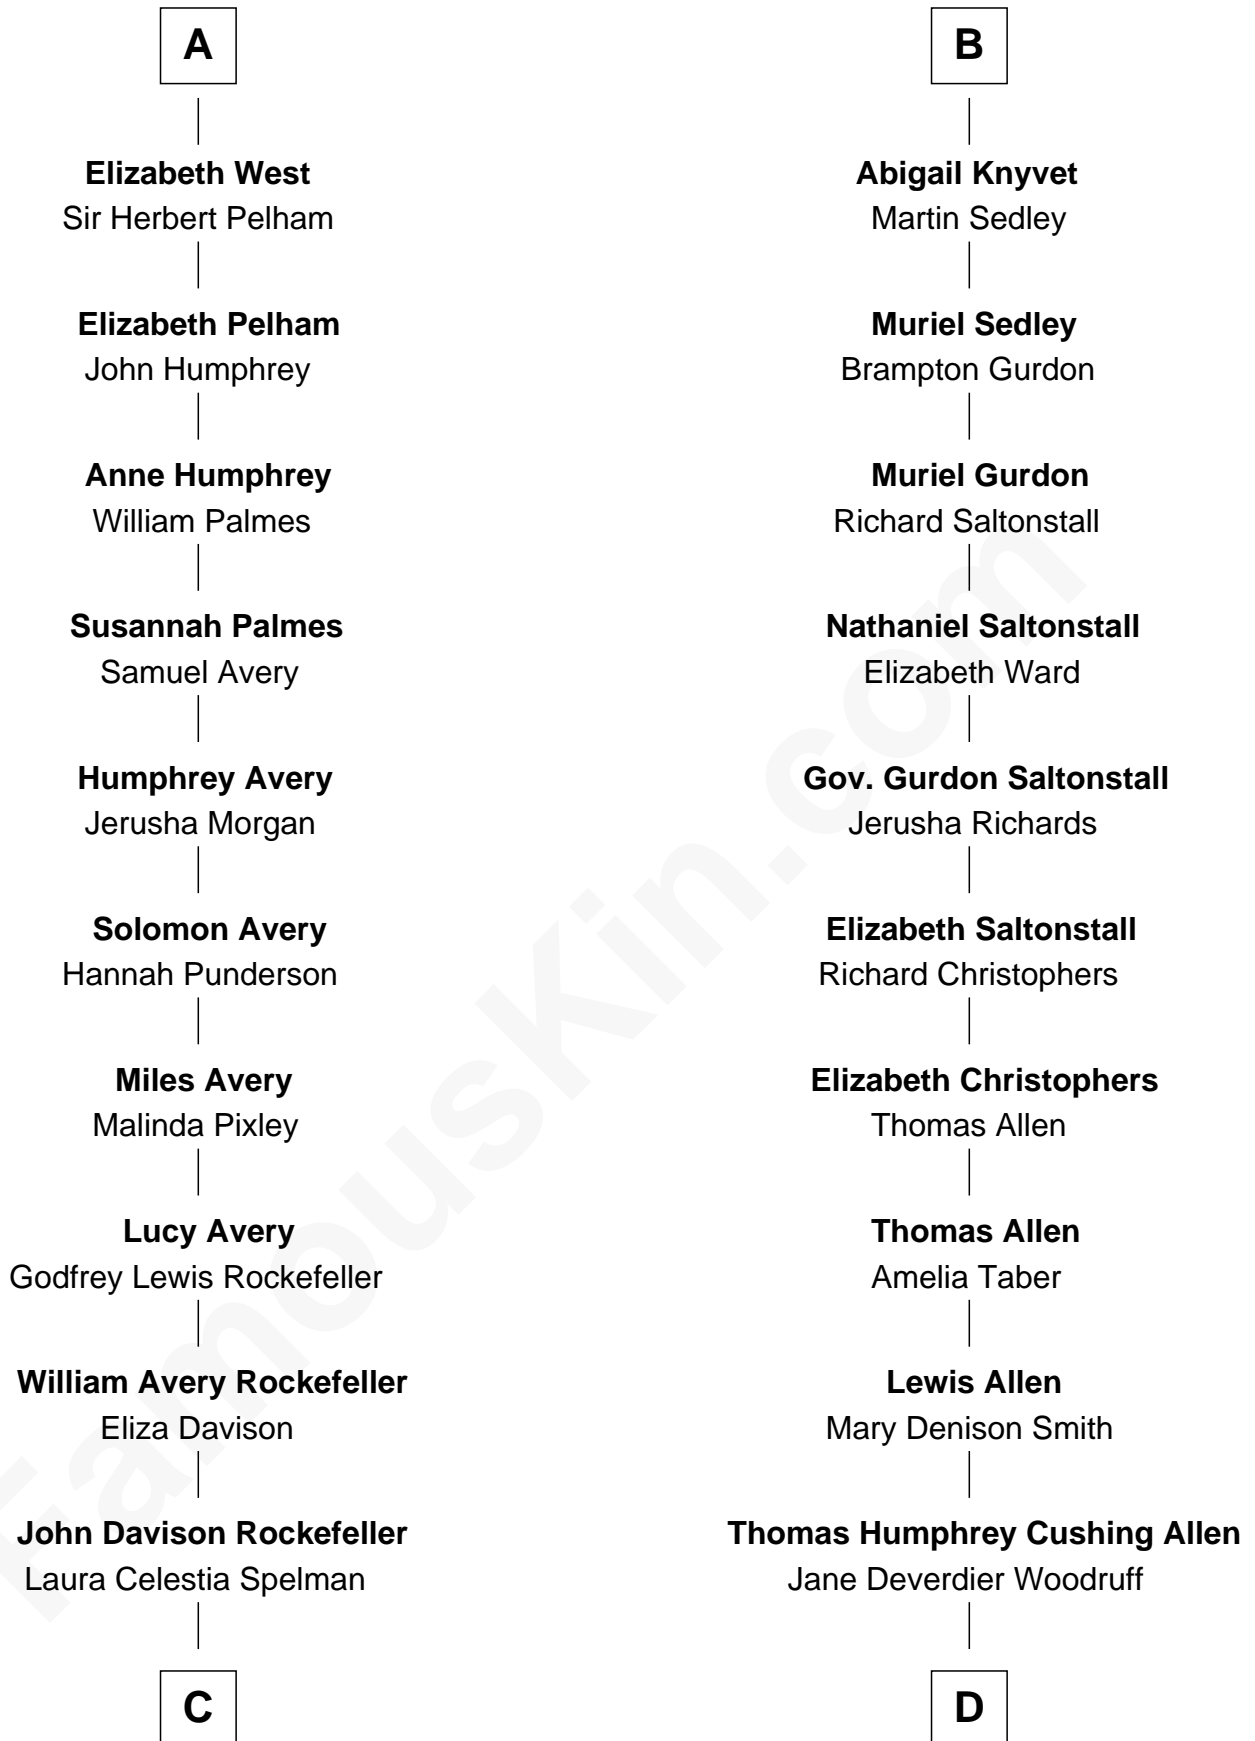 A
Elizabeth West
Sir Herbert Pelham
Elizabeth Pelham
John Humphrey
Anne Humphrey
William Palmes
Susannah Palmes
Samuel Avery
Humphrey Avery
Jerusha Morgan
Solomon Avery
Hannah Punderson
Miles Avery
Malinda Pixley
Lucy Avery
Godfrey Lewis Rockefeller
William Avery Rockefeller
Eliza Davison
John Davison Rockefeller
Laura Celestia Spelman
C
B
Abigail Knyvet
Martin Sedley
Muriel Sedley
Brampton Gurdon
Muriel Gurdon
Richard Saltonstall
Nathaniel Saltonstall
Elizabeth Ward
Gov. Gurdon Saltonstall
Jerusha Richards
Elizabeth Saltonstall
Richard Christophers
Elizabeth Christophers
Thomas Allen
Thomas Allen
Amelia Taber
Lewis Allen
Mary Denison Smith
Thomas Humphrey Cushing Allen
Jane Deverdier Woodruff
D
FamousKin.com